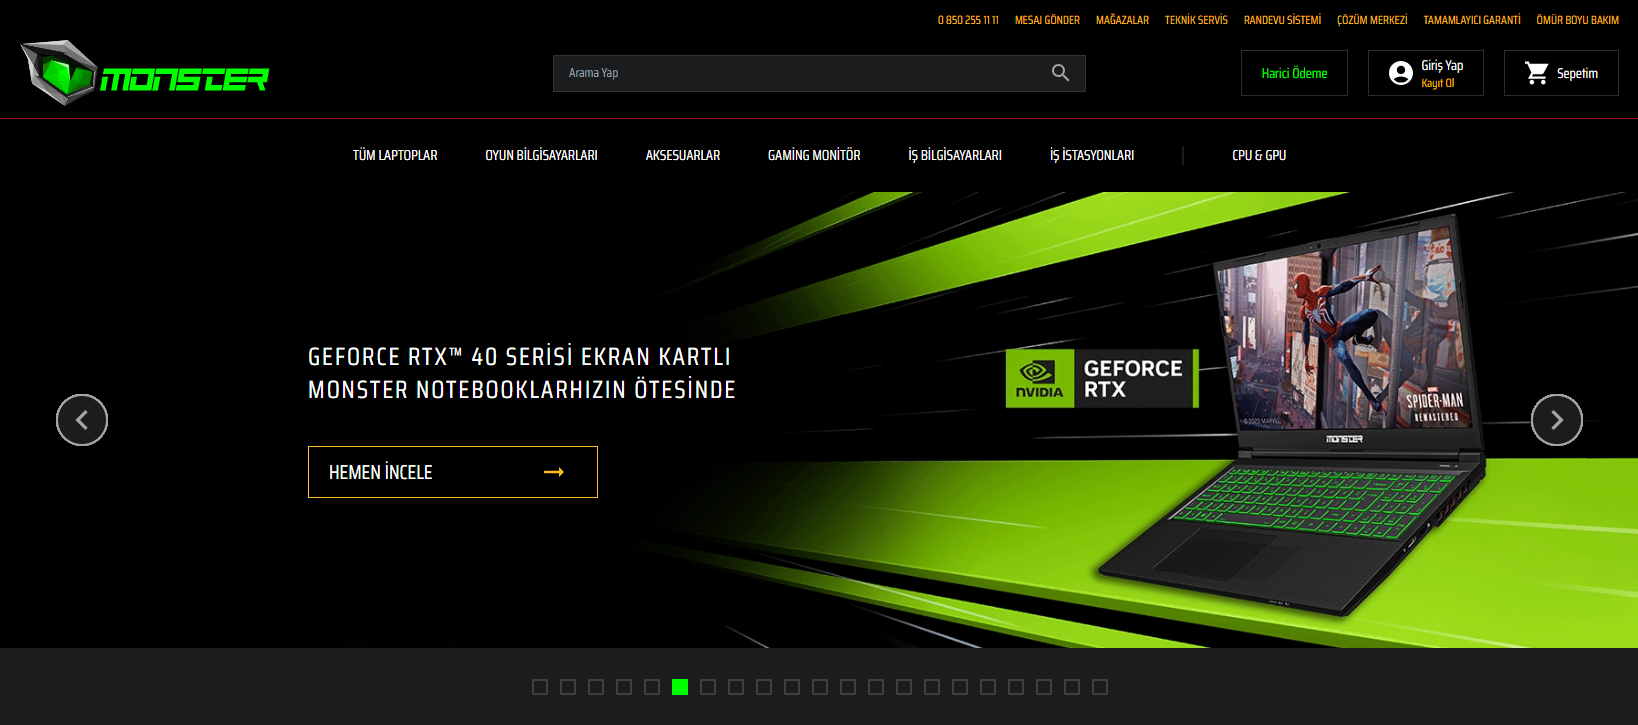 0 850 255 11 11 MESAJ GÖNDER MAĞAZALAR TEKNİK SERVİS RANDEVU SİSTEMİ ÇÖZÜM MERKEZİ TAMAMLAYICI GARANTİ ÖMÜR BOYU BAKIM
MONSTER
Arama Yap
Harici Ödeme
Giriş Yap
Kayıt Ol
Sepetim
TÜM LAPTOPLAR OYUN BİLGİSAYARLARI AKSESUARLAR GAMİNG MONİTÖR İŞ BİLGİSAYARLARI İŞ İSTASYONLARI CPU & GPU
GEFORCE RTX™ 40 SERİSİ EKRAN KARTLI
MONSTER NOTEBOOKLARHIZIN ÖTESİNDE
HEMEN İNCELE
NVIDIA
GEFORCE
RTX
MARVEL
SPIDER-MAN
REMASTERED
© 2023 MARVEL
MONSTER